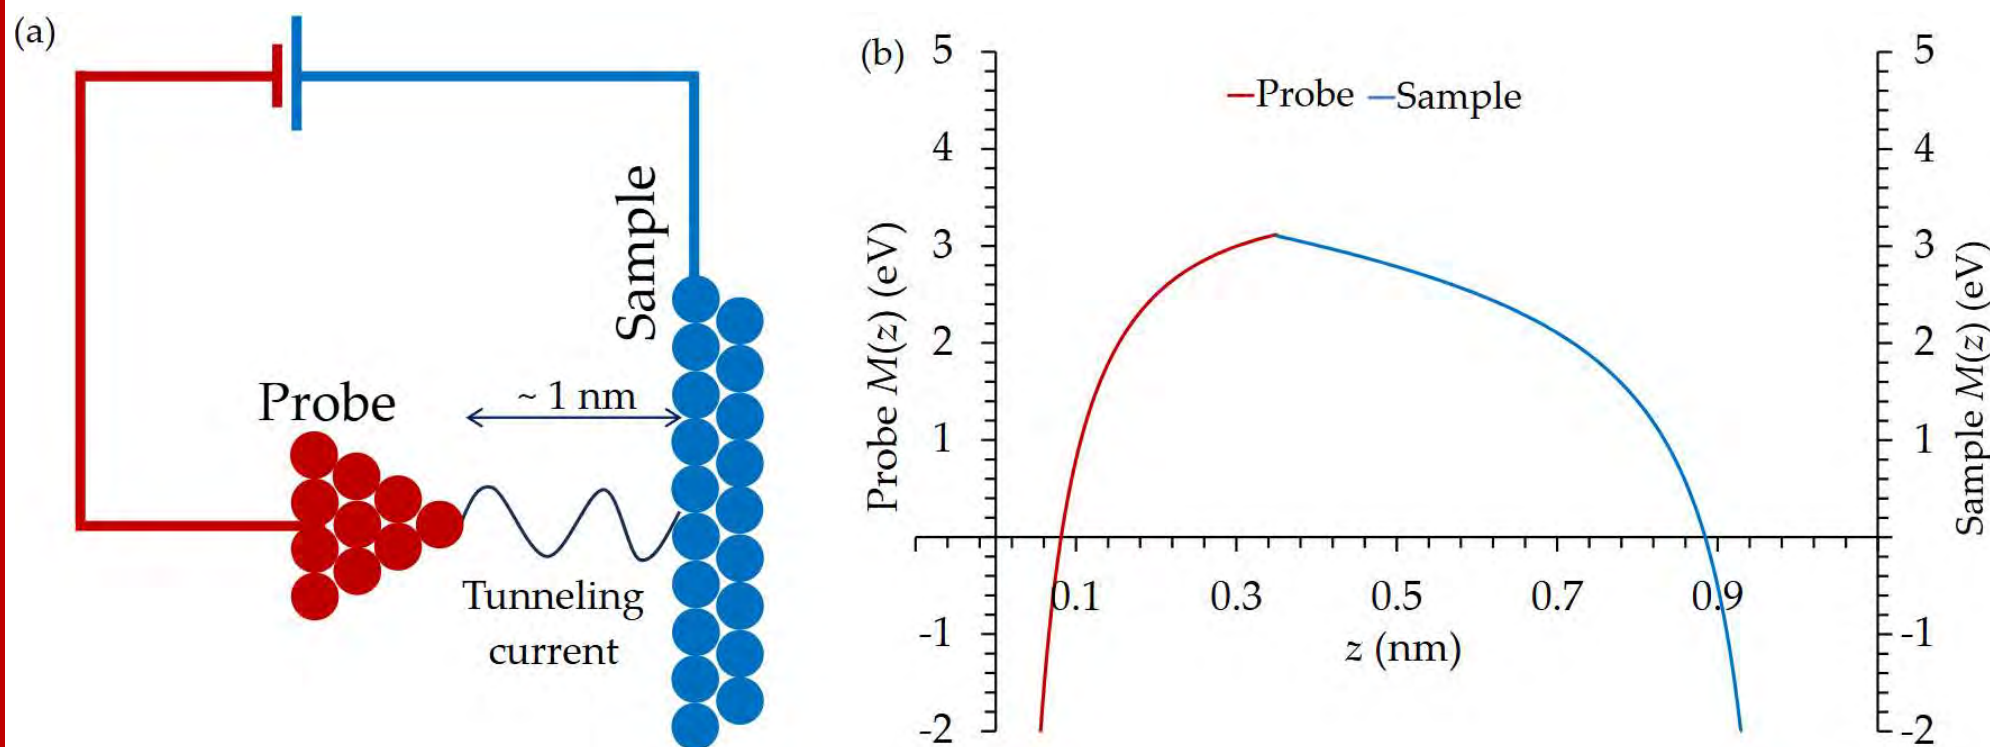 (a)
Sample
Probe
~ 1 nm
Tunneling
current
(b)
Probe M(z) (eV)
5
4
3
2
1
-1
-2
Probe
Sample
0.1 0.3 0.5 0.7 0.9
z (nm)
5
4
3
2
1
-1
-2
Sample M(z) (eV)